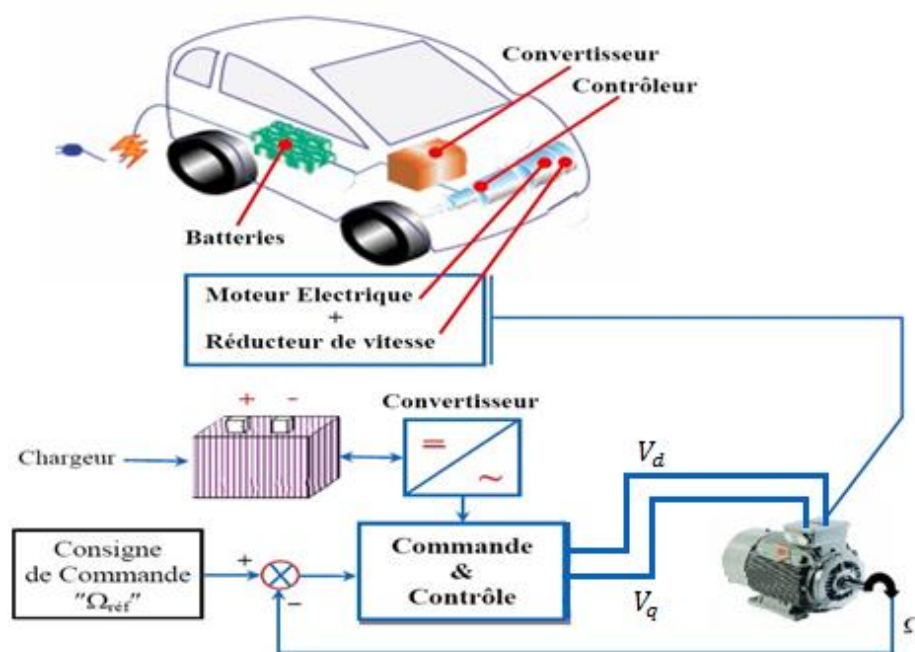 Convertisseur
Contrôleur
Batteries
Moteur Electrique
+
Réducteur de vitesse
+ -
Convertisseur
=
~
Chargeur
V_d
Consigne
de Commande
"Ω_réf"
+
−
Commande
&
Contrôle
V_q
Ω